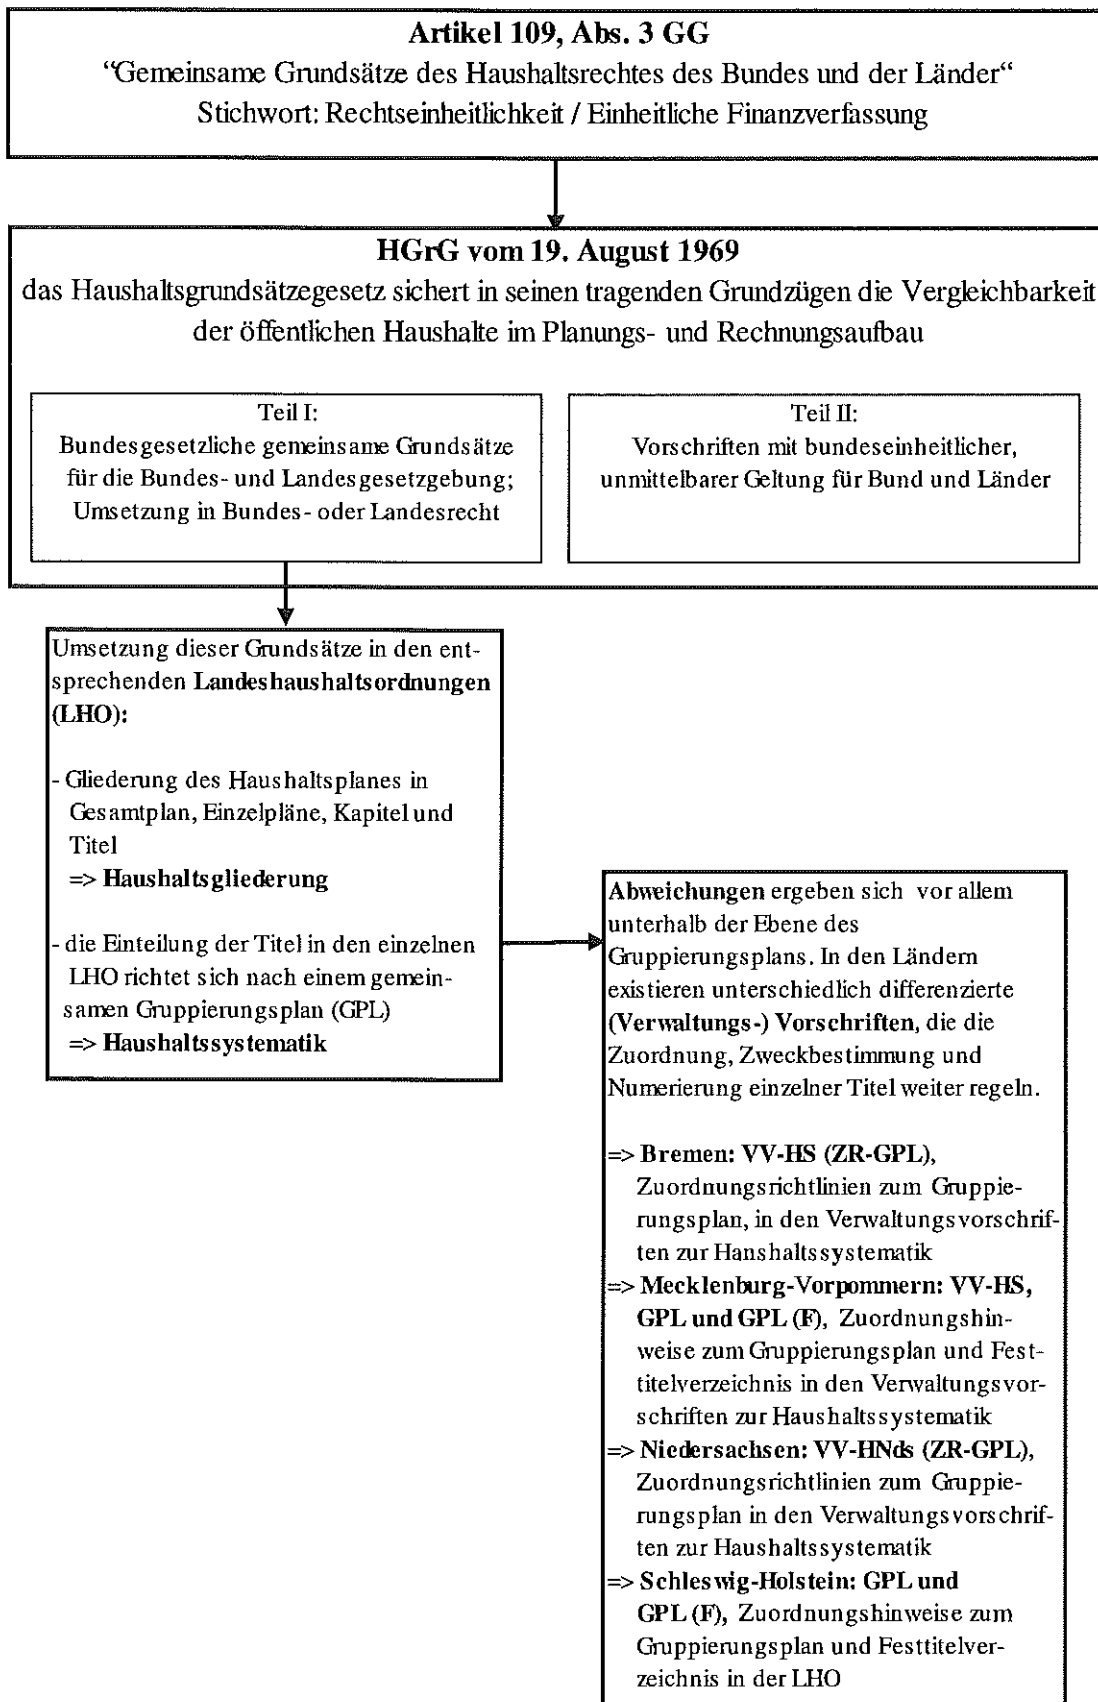 Artikel 109, Abs. 3 GG
“Gemeinsame Grundsätze des Haushaltsrechtes des Bundes und der Länder“
Stichwort: Rechtseinheitlichkeit / Einheitliche Finanzverfassung
HGrG vom 19. August 1969
das Haushaltsgrundsätzegesetz sichert in seinen tragenden Grundzügen die Vergleichbarkeit
der öffentlichen Haushalte im Planungs- und Rechnungsaufbau
Teil I:
Bundesgesetzliche gemeinsame Grundsätze
für die Bundes- und Landesgesetzgebung;
Umsetzung in Bundes- oder Landesrecht
Teil II:
Vorschriften mit bundeseinheitlicher,
unmittelbarer Geltung für Bund und Länder
Umsetzung dieser Grundsätze in den ent-
sprechenden Landeshaushaltsordnungen
(LHO):
- Gliederung des Haushaltsplanes in
Gesamtplan, Einzelpläne, Kapitel und
Titel
=> Haushaltsgliederung
- die Einteilung der Titel in den einzelnen
LHO richtet sich nach einem gemein-
samen Gruppierungsplan (GPL)
=> Haushaltssystematik
Abweichungen ergeben sich vor allem
unterhalb der Ebene des
Gruppierungsplans. In den Ländern
existieren unterschiedlich differenzierte
(Verwaltungs-) Vorschriften, die die
Zuordnung, Zweckbestimmung und
Numerierung einzelner Titel weiter regeln.
=> Bremen: VV-HS (ZR-GPL),
Zuordnungsrichtlinien zum Gruppie-
rungsplan, in den Verwaltungsvorschrif-
ten zur Hanshaltssystematik
=> Mecklenburg-Vorpommern: VV-HS,
GPL und GPL (F), Zuordnungshin-
weise zum Gruppierungsplan und Fest-
titelverzeichnis in den Verwaltungsvor-
schriften zur Haushaltssystematik
=> Niedersachsen: VV-HNds (ZR-GPL),
Zuordnungsrichtlinien zum Gruppie-
rungsplan in den Verwaltungsvorschrif-
ten zur Haushaltssystematik
=> Schleswig-Holstein: GPL und
GPL (F), Zuordnungshinweise zum
Gruppierungsplan und Festtitelver-
zeichnis in der LHO